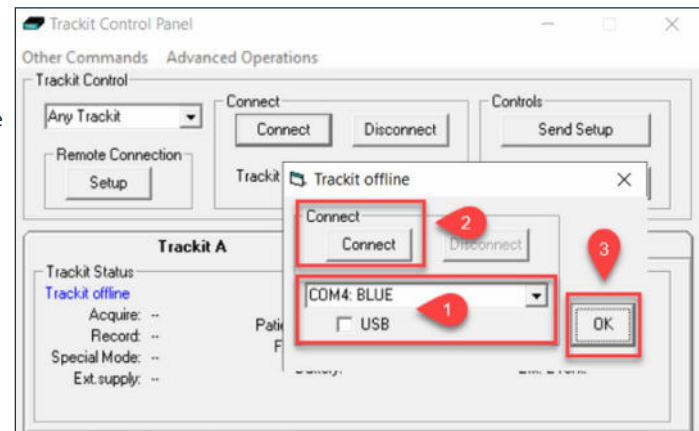 Trackit Control Panel
Other Commands Advanced Operations
Trackit Control
Any Trackit
Connect
Connect Disconnect
Controls
Send Setup
Remote Connection
Setup
Trackit
Trackit offline
Connect
Connect Disconnect
2
3
COM4: BLUE
1
USB
OK
Trackit A
Trackit Status
Trackit offline
Acquire: --
Record: --
Special Mode: --
Ext.supply: --